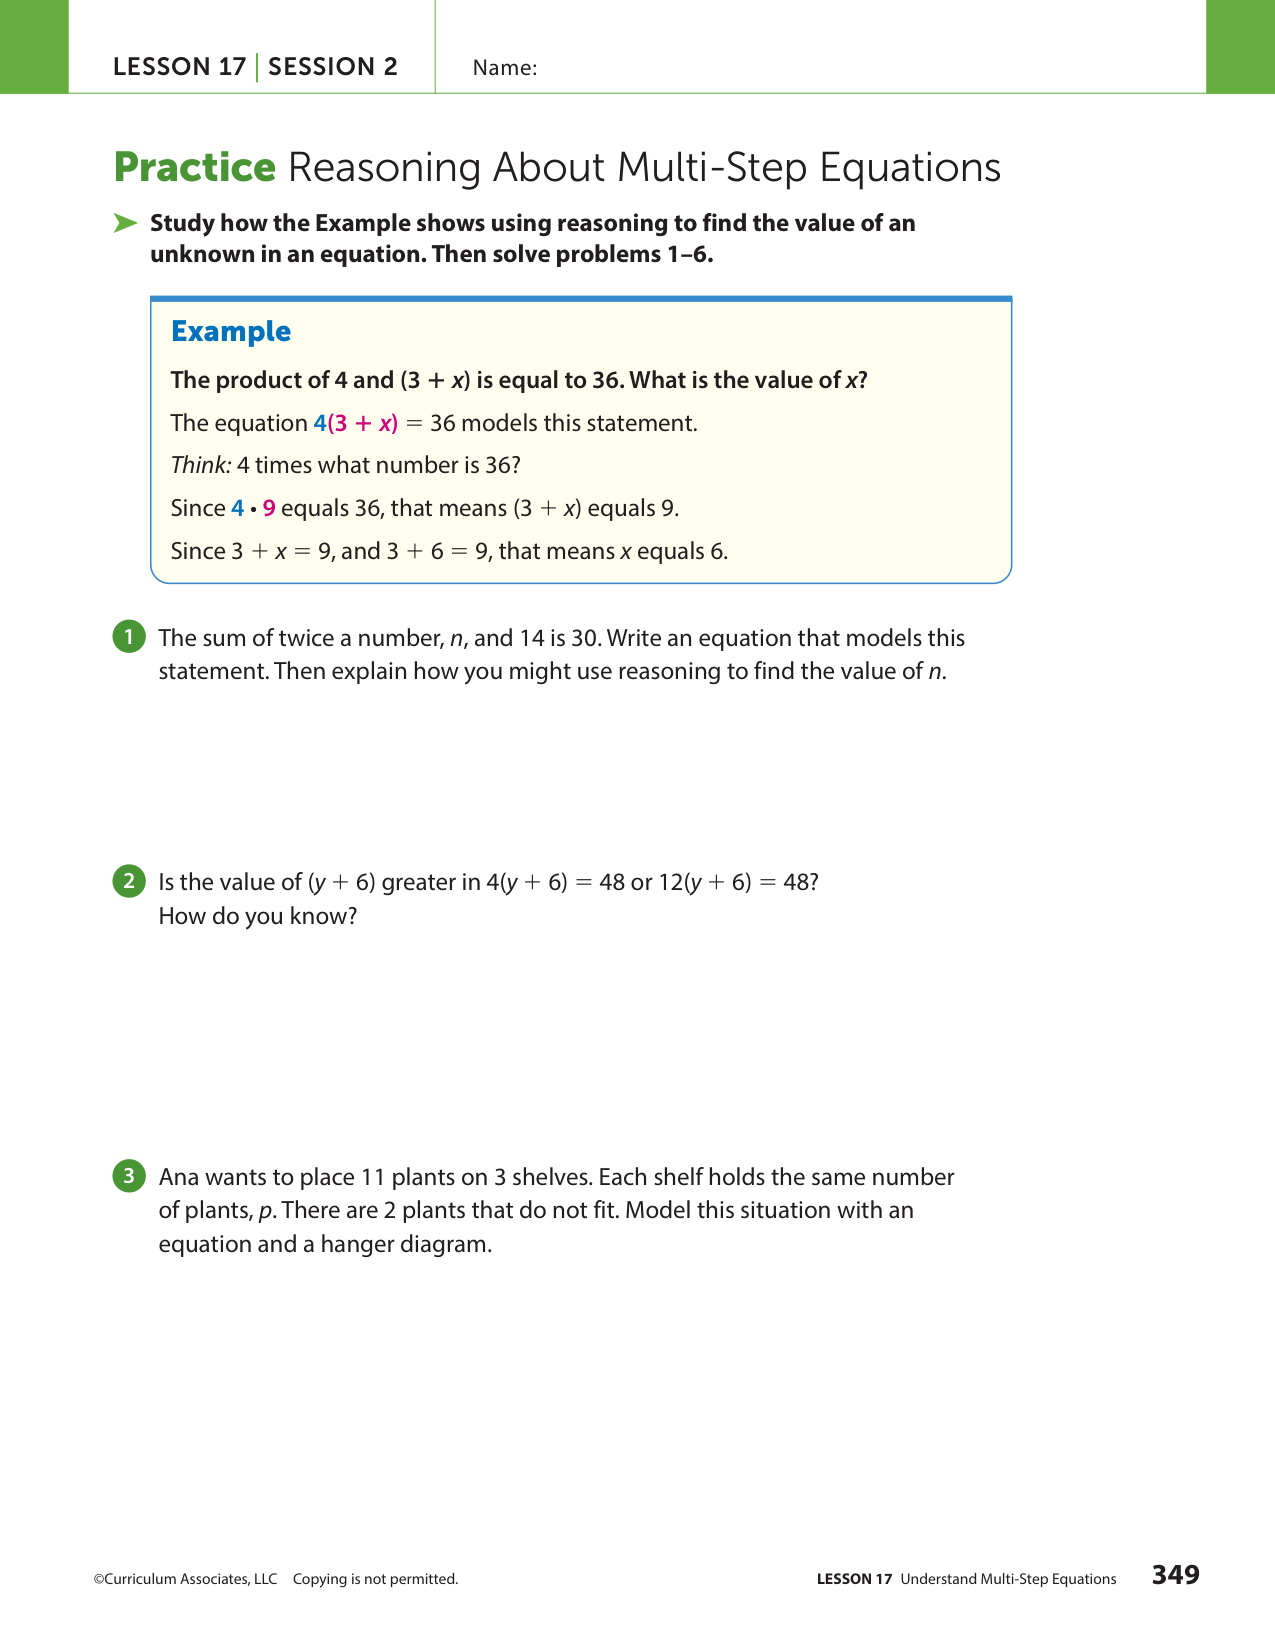 LESSON 17 | SESSION 2
Name:
Practice Reasoning About Multi-Step Equations
➤ Study how the Example shows using reasoning to find the value of an
unknown in an equation. Then solve problems 1–6.
Example
The product of 4 and (3 + x) is equal to 36. What is the value of x?
The equation 4(3 + x) = 36 models this statement.
Think: 4 times what number is 36?
Since 4 • 9 equals 36, that means (3 + x) equals 9.
Since 3 + x = 9, and 3 + 6 = 9, that means x equals 6.
1 The sum of twice a number, n, and 14 is 30. Write an equation that models this
statement. Then explain how you might use reasoning to find the value of n.
2 Is the value of (y + 6) greater in 4(y + 6) = 48 or 12(y + 6) = 48?
How do you know?
3 Ana wants to place 11 plants on 3 shelves. Each shelf holds the same number
of plants, p. There are 2 plants that do not fit. Model this situation with an
equation and a hanger diagram.
©Curriculum Associates, LLC Copying is not permitted.
LESSON 17 Understand Multi-Step Equations 349